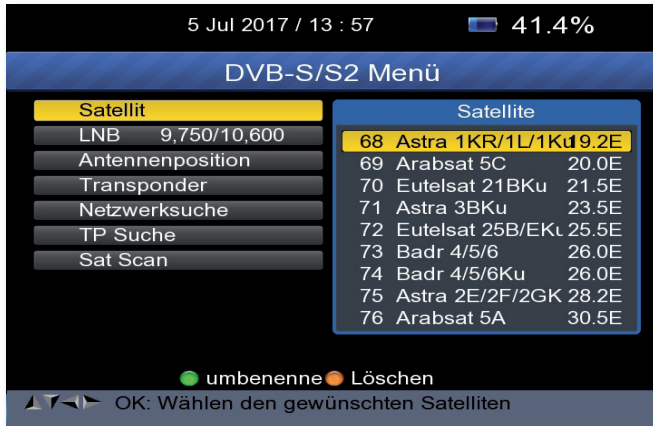 5 Jul 2017 / 13 : 57 41.4%
DVB-S/S2 Menü
Satellit
LNB 9,750/10,600
Antennenposition
Transponder
Netzwerksuche
TP Suche
Sat Scan
Satellite
68 Astra 1KR/1L/1Ku 19.2E
69 Arabsat 5C 20.0E
70 Eutelsat 21BKu 21.5E
71 Astra 3BKu 23.5E
72 Eutelsat 25B/EKu 25.5E
73 Badr 4/5/6 26.0E
74 Badr 4/5/6Ku 26.0E
75 Astra 2E/2F/2GK 28.2E
76 Arabsat 5A 30.5E
umbenenne Löschen
OK: Wählen den gewünschten Satelliten